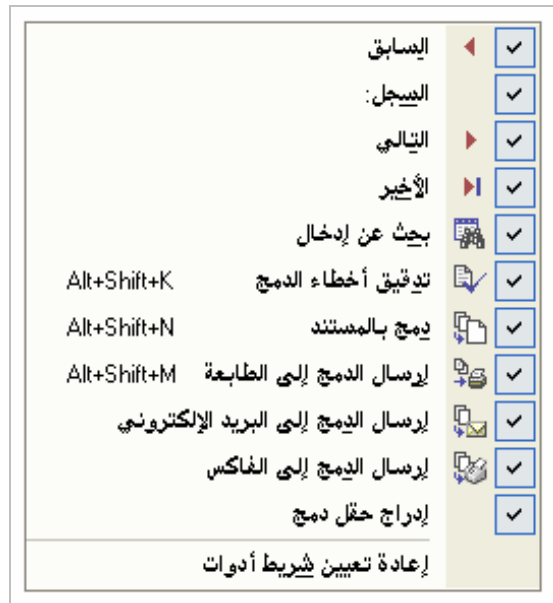 السابق
السجل:
التالي
الأخير
بحث عن إدخال
تدقيق أخطاء الدمج Alt+Shift+K
دمج بالمستند Alt+Shift+N
إرسال الدمج إلى الطابعة Alt+Shift+M
إرسال الدمج إلى البريد الإلكتروني
إرسال الدمج إلى الفاكس
إدراج حقل دمج
إعادة تعيين شريط أدوات